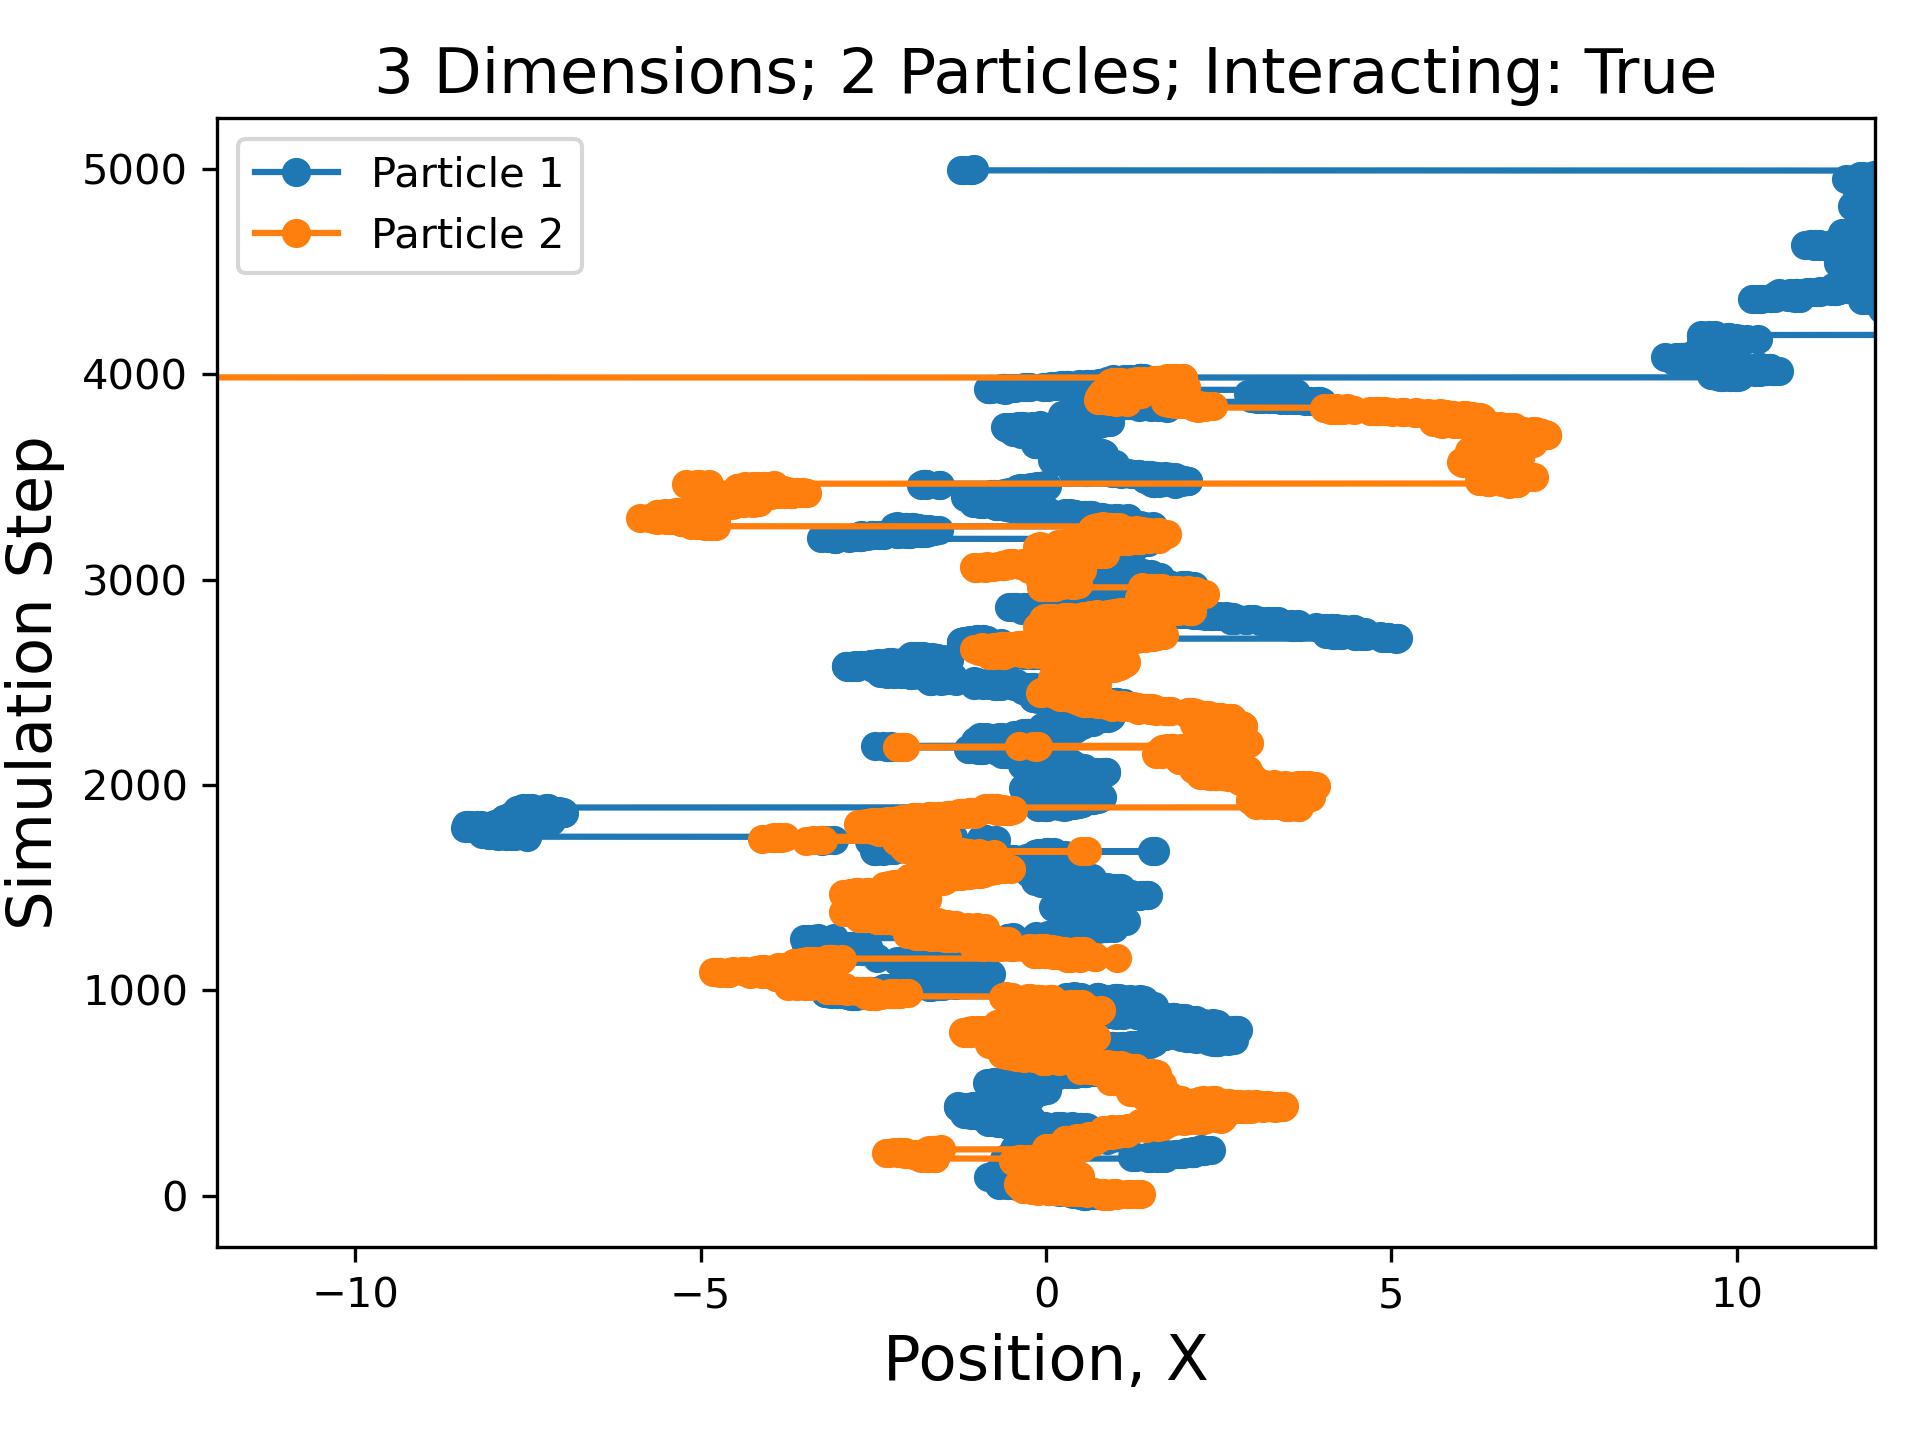 3 Dimensions; 2 Particles; Interacting: True
Particle 1
Particle 2
Simulation Step
5000
4000
3000
2000
1000
0
−10
−5
0
5
10
Position, X